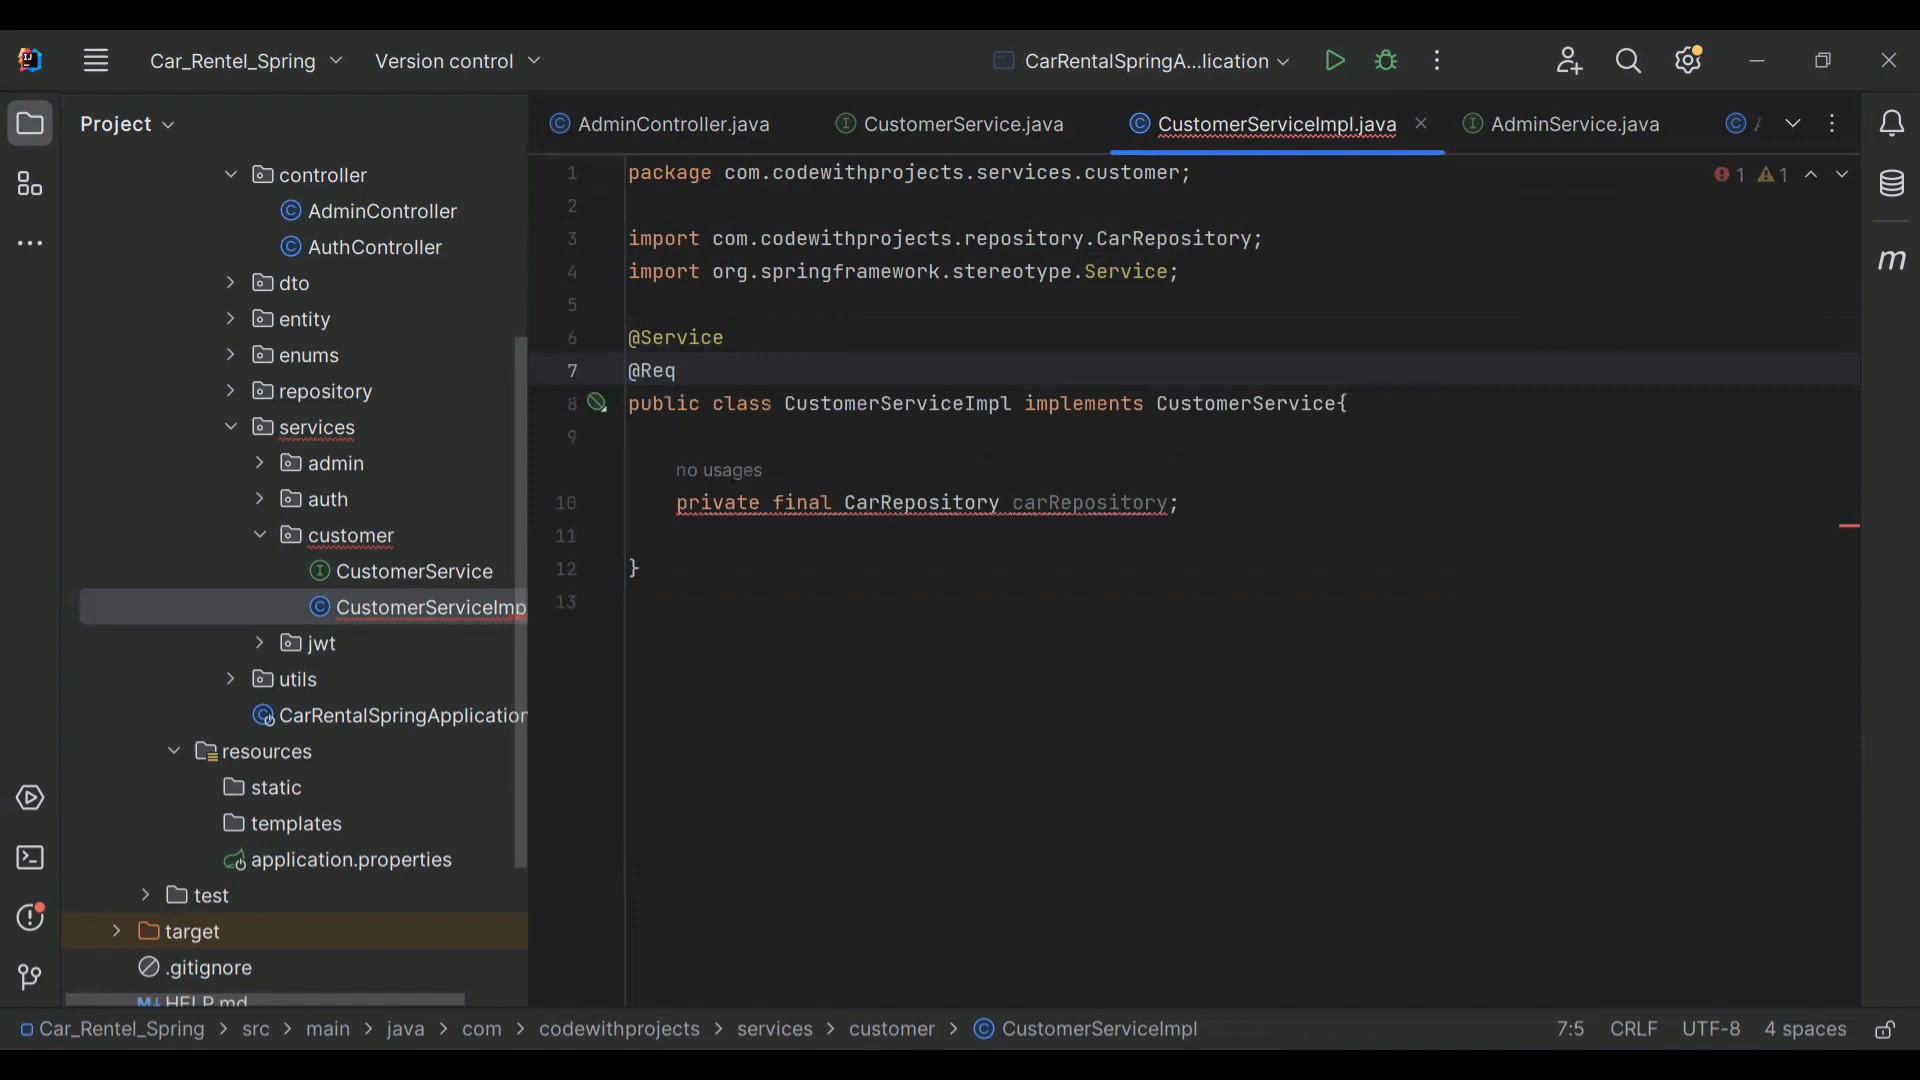 Car_Rentel_Spring
Version control
CarRentalSpringA...lication
Project
AdminController.java
CustomerService.java
CustomerServiceImpl.java
AdminService.java
controller
AdminController
AuthController
dto
entity
enums
repository
services
admin
auth
customer
CustomerService
CustomerServiceImp
jwt
utils
CarRentalSpringApplication
resources
static
templates
application.properties
test
target
.gitignore
HELP.md
1 package com.codewithprojects.services.customer;
2
3 import com.codewithprojects.repository.CarRepository;
4 import org.springframework.stereotype.Service;
5
6 @Service
7 @Req
8 public class CustomerServiceImpl implements CustomerService{
9
no usages
10 private final CarRepository carRepository;
11
12 }
13
1 1
m
Car_Rentel_Spring > src > main > java > com > codewithprojects > services > customer > CustomerServiceImpl
7:5 CRLF UTF-8 4 spaces